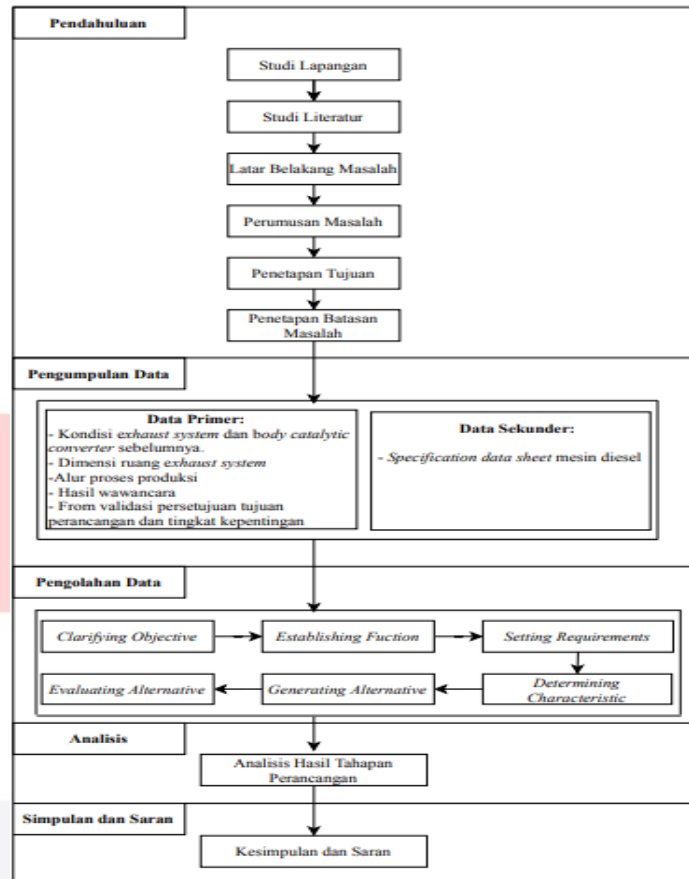 Pendahuluan
Studi Lapangan
Studi Literatur
Latar Belakang Masalah
Perumusan Masalah
Penetapan Tujuan
Penetapan Batasan
Masalah
Pengumpulan Data
Data Primer:
- Kondisi exhaust system dan body catalytic
converter sebelumnya.
- Dimensi ruang exhaust system
-Alur proses produksi
- Hasil wawancara
- From validasi persetujuan tujuan
perancangan dan tingkat kepentingan
Data Sekunder:
- Specification data sheet mesin diesel
Pengolahan Data
Clarifying Objective
Establishing Fuction
Setting Requirements
Determining
Characteristic
Generating Alternative
Evaluating Alternative
Analisis
Analisis Hasil Tahapan
Perancangan
Simpulan dan Saran
Kesimpulan dan Saran